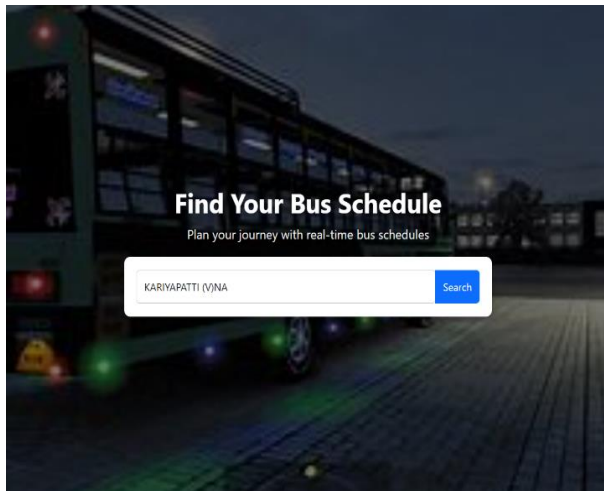 Find Your Bus Schedule
Plan your journey with real-time bus schedules
KARIYAPATTI (V)NA
Search